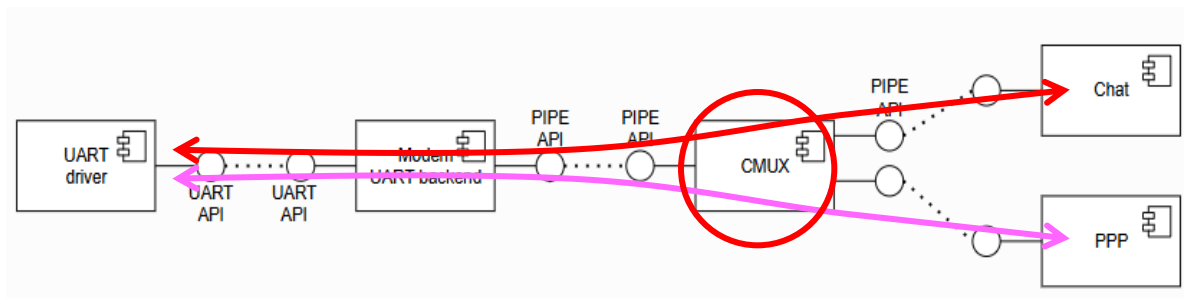 UART
driver
UART
API
UART
API
Modem
UART backend
PIPE
API
PIPE
API
CMUX
PIPE
API
Chat
PPP